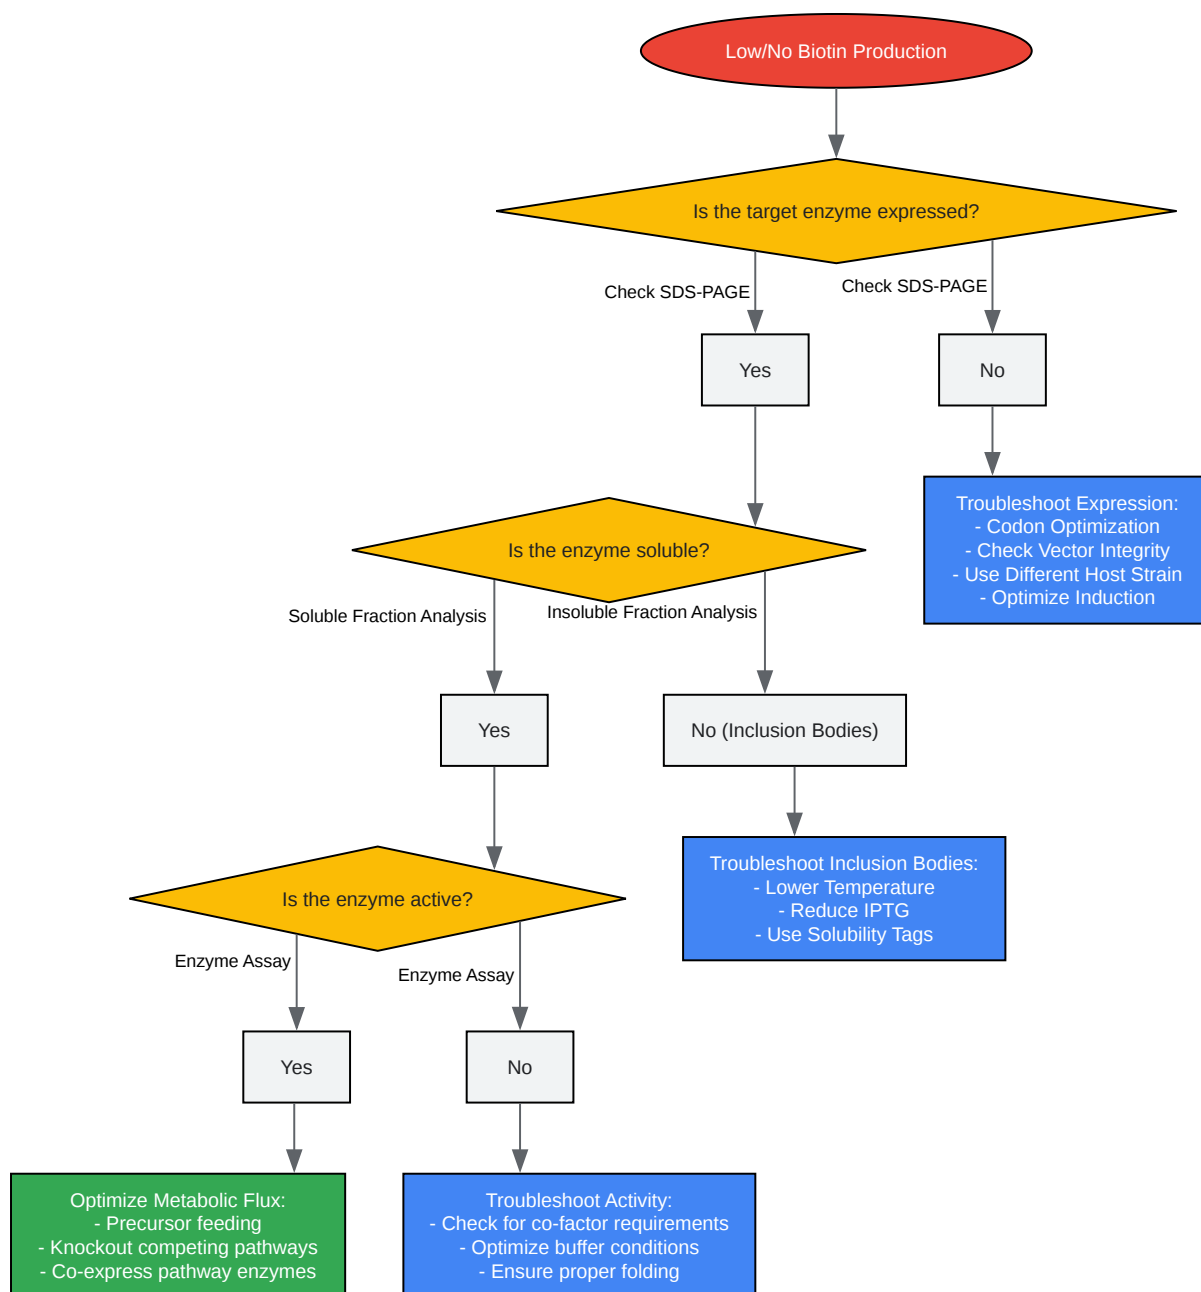 Low/No Biotin Production
Is the target enzyme expressed?
Check SDS-PAGE
Check SDS-PAGE
Yes
No
Troubleshoot Expression:
- Codon Optimization
- Check Vector Integrity
- Use Different Host Strain
- Optimize Induction
Is the enzyme soluble?
Soluble Fraction Analysis
Insoluble Fraction Analysis
Yes
No (Inclusion Bodies)
Troubleshoot Inclusion Bodies:
- Lower Temperature
- Reduce IPTG
- Use Solubility Tags
Is the enzyme active?
Enzyme Assay
Enzyme Assay
Yes
No
Optimize Metabolic Flux:
- Precursor feeding
- Knockout competing pathways
- Co-express pathway enzymes
Troubleshoot Activity:
- Check for co-factor requirements
- Optimize buffer conditions
- Ensure proper folding